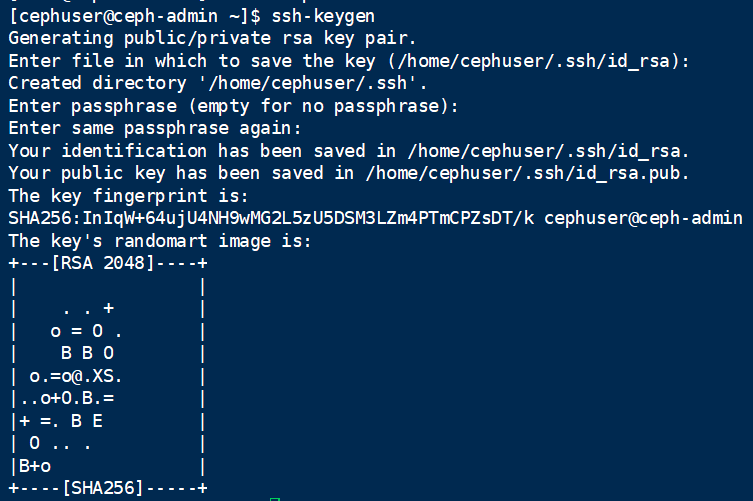 [cephuser@ceph-admin ~]$ ssh-keygen
Generating public/private rsa key pair.
Enter file in which to save the key (/home/cephuser/.ssh/id_rsa):
Created directory '/home/cephuser/.ssh'.
Enter passphrase (empty for no passphrase):
Enter same passphrase again:
Your identification has been saved in /home/cephuser/.ssh/id_rsa.
Your public key has been saved in /home/cephuser/.ssh/id_rsa.pub.
The key fingerprint is:
SHA256:InIqW+64ujU4NH9wMG2L5zU5DSM3LZm4PTmCPZsDT/k cephuser@ceph-admin
The key's randomart image is:
+---[RSA 2048]----+
|                 |
|    . . +        |
|   o = O .       |
|    B B O        |
| o.=o@.XS.       |
|..o+O.B.=        |
|+ =. B E         |
| O .. .          |
|B+o              |
+----[SHA256]-----+